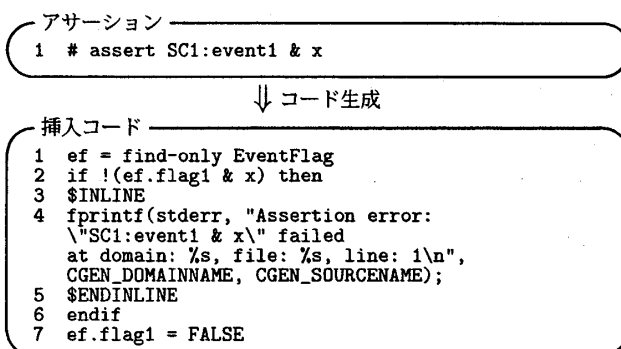 アサーション
1 # assert SC1:event1 & x
⇓ コード生成
挿入コード
1 ef = find-only EventFlag
2 if !(ef.flag1 & x) then
3 $INLINE
4 fprintf(stderr, "Assertion error:
\"SC1:event1 & x\" failed
at domain: %s, file: %s, line: 1\n",
CGEN_DOMAINNAME, CGEN_SOURCENAME);
5 $ENDINLINE
6 endif
7 ef.flag1 = FALSE